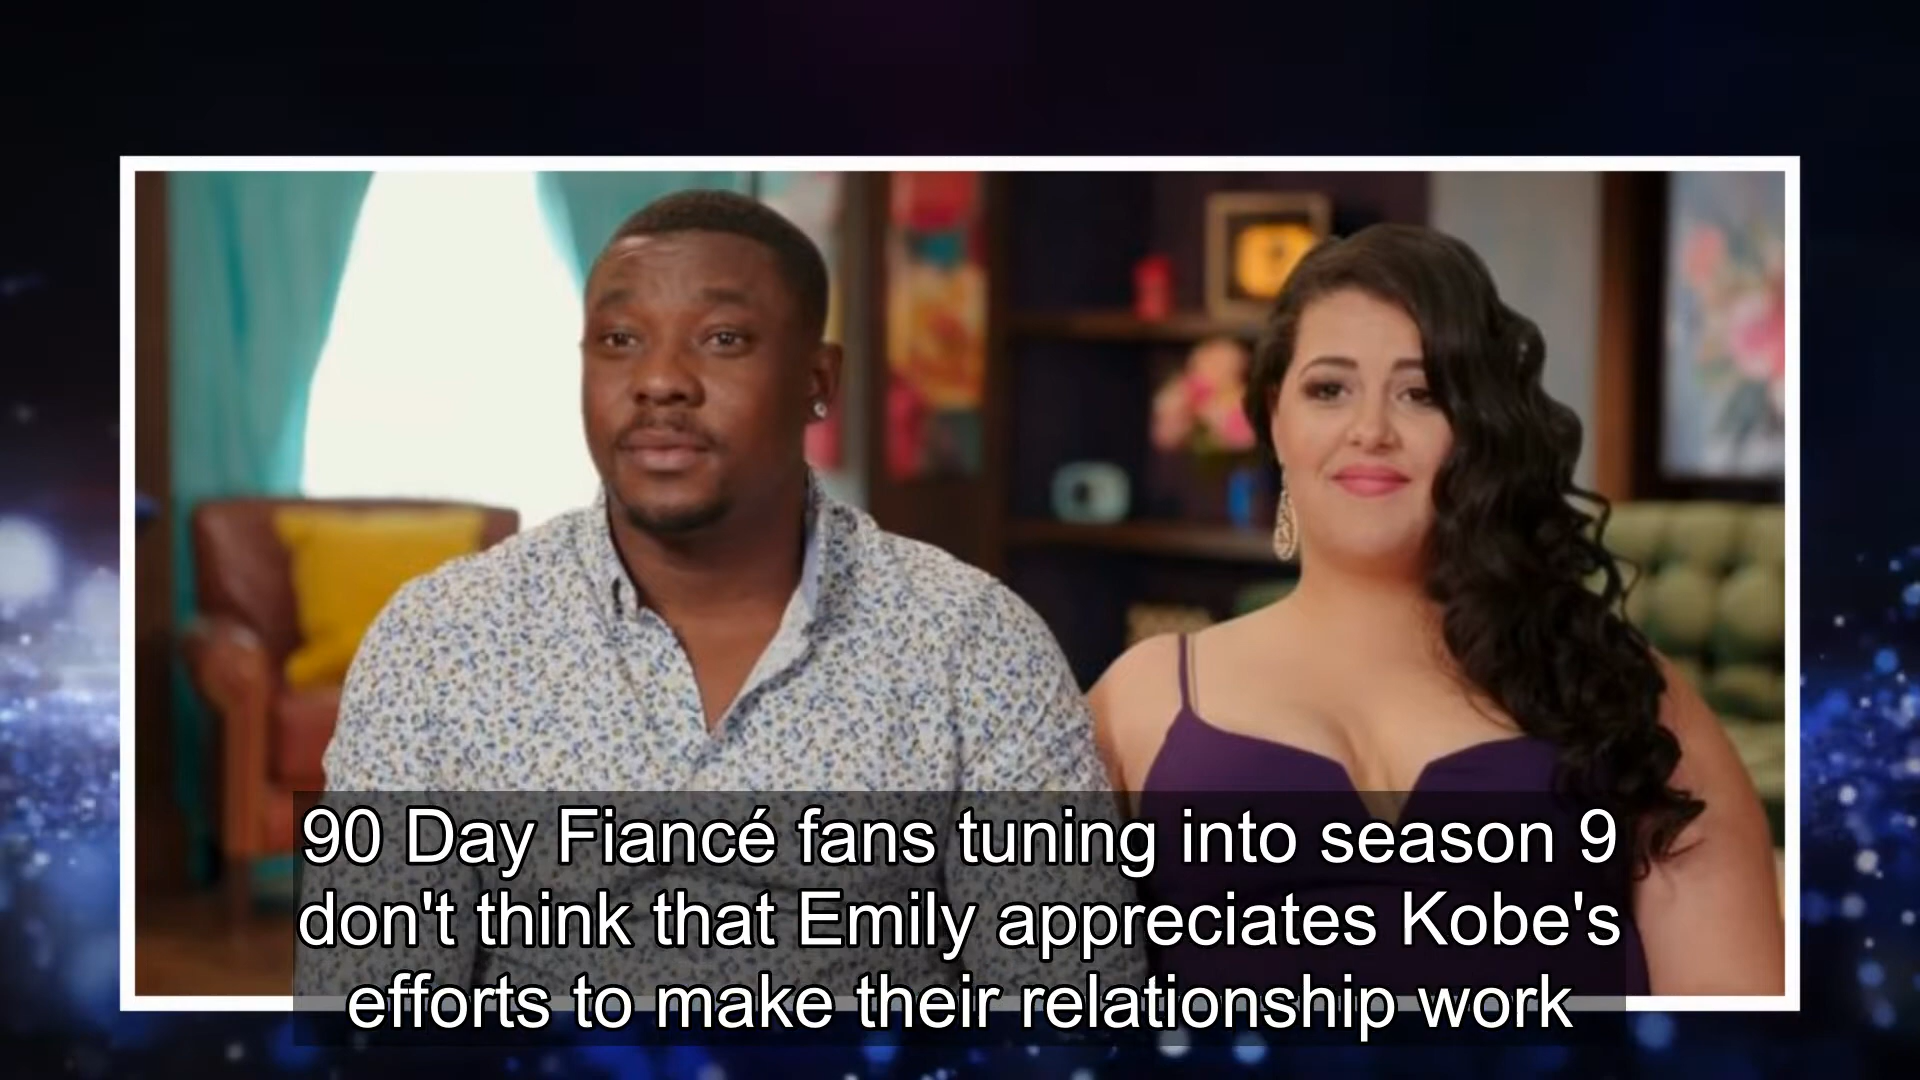 90 Day Fiancé fans tuning into season 9
don't think that Emily appreciates Kobe's
efforts to make their relationship work